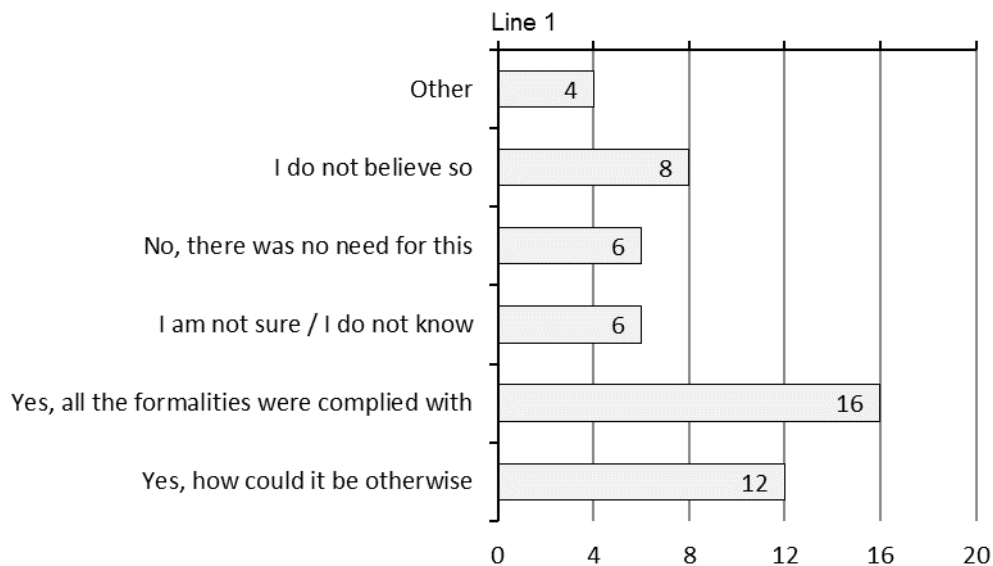 Line 1
Other
4
I do not believe so
8
No, there was no need for this
6
I am not sure / I do not know
6
Yes, all the formalities were complied with
16
Yes, how could it be otherwise
12
0 4 8 12 16 20